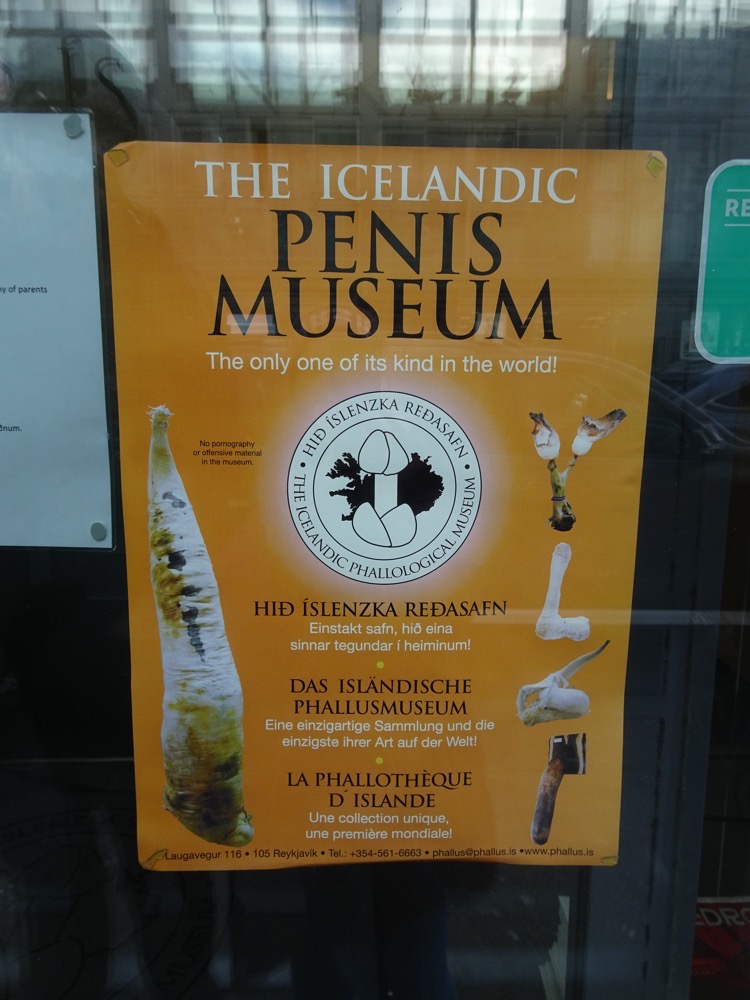 THE ICELANDIC
PENIS
MUSEUM
The only one of its kind in the world!
No pornography
or offensive material
in the museum.
HIÐ ÍSLENZKA REÐASAFN
• THE ICELANDIC PHALLOLOGICAL MUSEUM •
HIÐ ÍSLENZKA REÐASAFN
Einstakt safn, hið eina
sinnar tegundar í heiminum!
•
DAS ISLÄNDISCHE
PHALLUSMUSEUM
Eine einzigartige Sammlung und die
einzigste ihrer Art auf der Welt!
•
LA PHALLOTHÈQUE
D´ISLANDE
Une collection unique,
une première mondiale!
Laugavegur 116 • 105 Reykjavík • Tel.: +354-561-6663 • phallus@phallus.is •www.phallus.is
of parents
RE